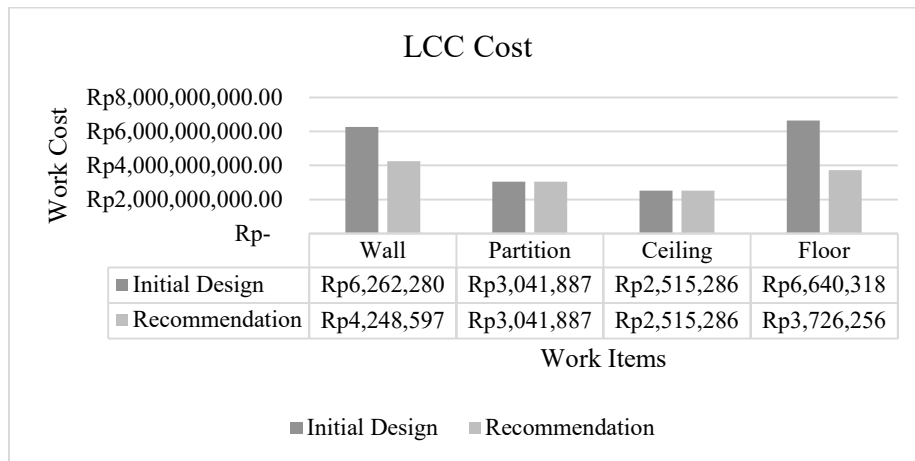 LCC Cost
Work Cost
Rp8,000,000,000.00
Rp6,000,000,000.00
Rp4,000,000,000.00
Rp2,000,000,000.00
Rp-
Wall Partition Ceiling Floor
Initial Design Rp6,262,280 Rp3,041,887 Rp2,515,286 Rp6,640,318
Recommendation Rp4,248,597 Rp3,041,887 Rp2,515,286 Rp3,726,256
Work Items
Initial Design Recommendation